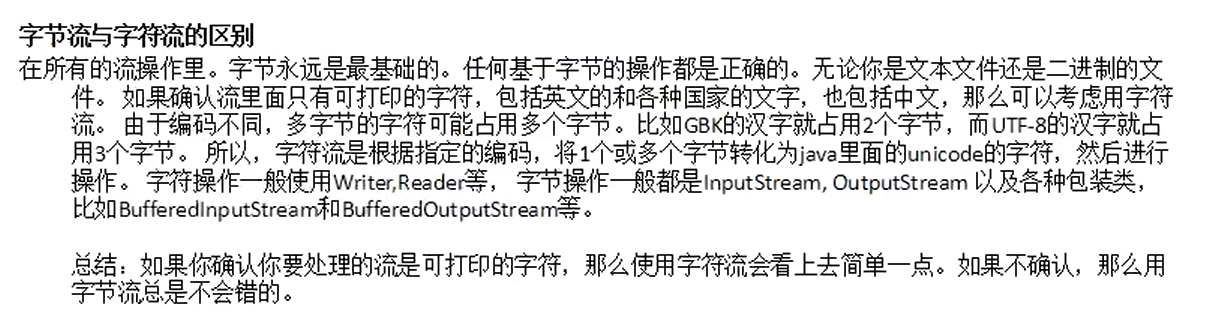 字节流与字符流的区别
在所有的流操作里。字节永远是最基础的。任何基于字节的操作都是正确的。无论你是文本文件还是二进制的文
件。 如果确认流里面只有可打印的字符，包括英文的和各种国家的文字，也包括中文，那么可以考虑用字符
流。 由于编码不同，多字节的字符可能占用多个字节。比如GBK的汉字就占用2个字节，而UTF-8的汉字就占
用3个字节。 所以，字符流是根据指定的编码，将1个或多个字节转化为java里面的unicode的字符，然后进行
操作。 字符操作一般使用Writer,Reader等， 字节操作一般都是InputStream, OutputStream 以及各种包装类，
比如BufferedInputStream和BufferedOutputStream等。
总结：如果你确认你要处理的流是可打印的字符，那么使用字符流会看上去简单一点。如果不确认，那么用
字节流总是不会错的。